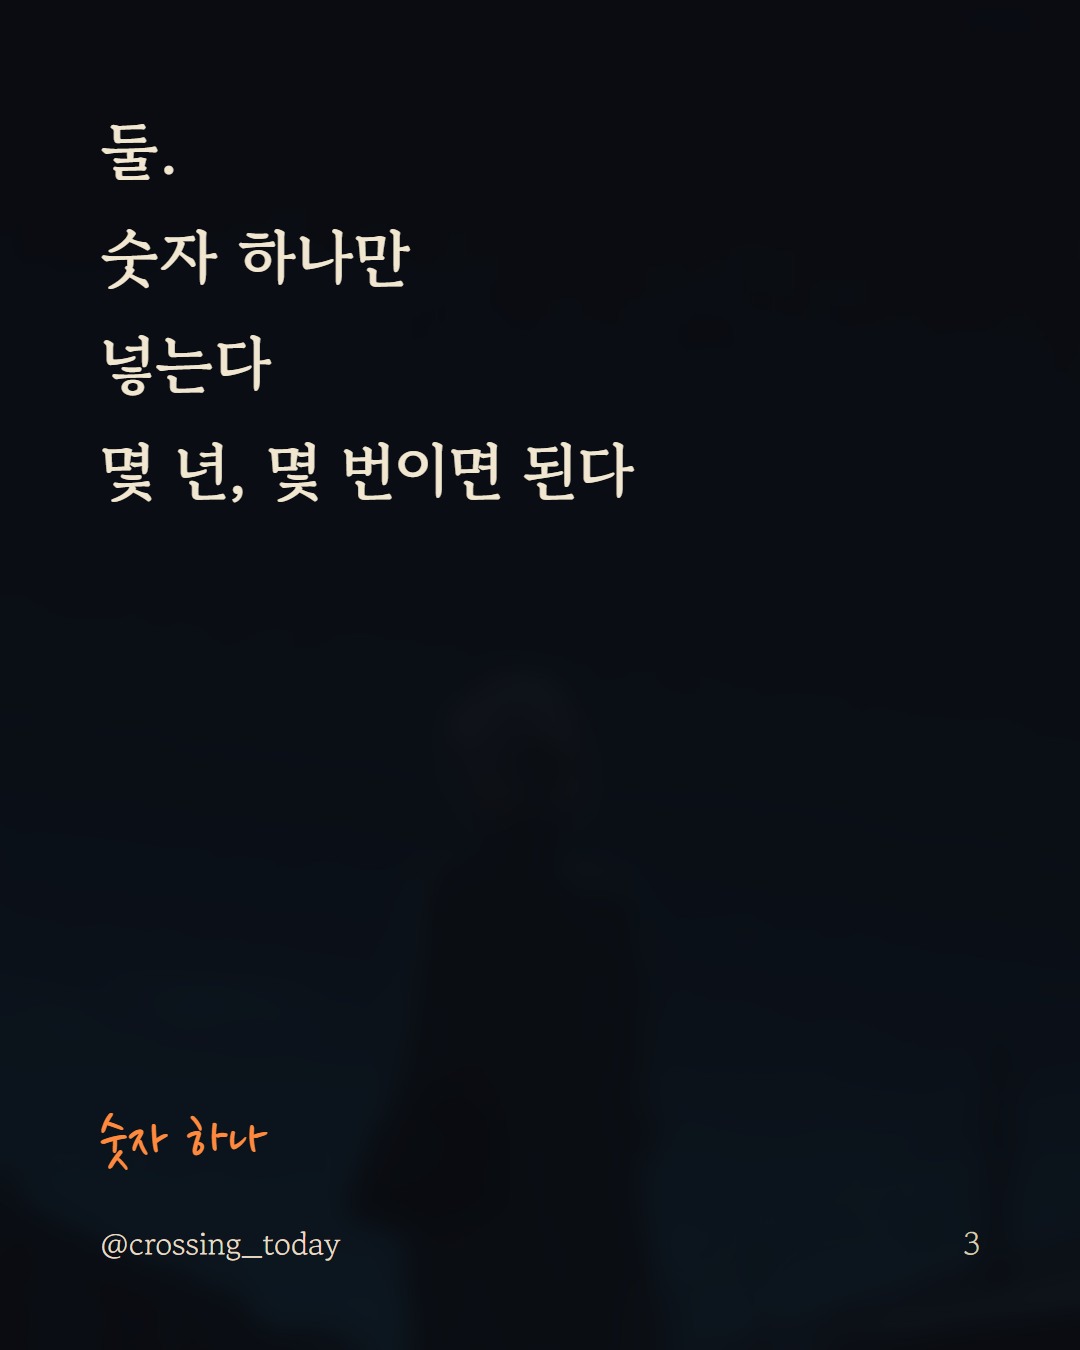 둘.
숫자 하나만
넣는다
몇 년, 몇 번이면 된다
숫자 하나
@crossing_today
3